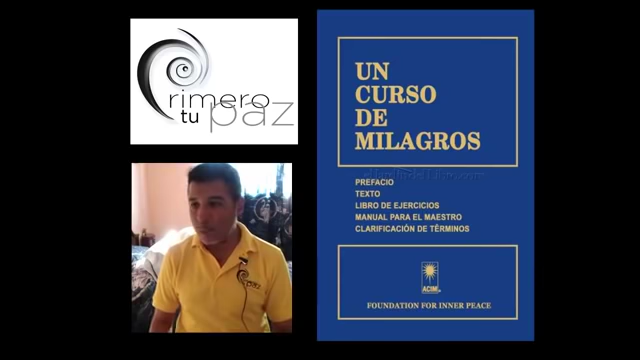 Primero
tu paz
UN
CURSO
DE
MILAGROS
PREFACIO
TEXTO
LIBRO DE EJERCICIOS
MANUAL PARA EL MAESTRO
CLARIFICACIÓN DE TÉRMINOS
ACIM
FOUNDATION FOR INNER PEACE